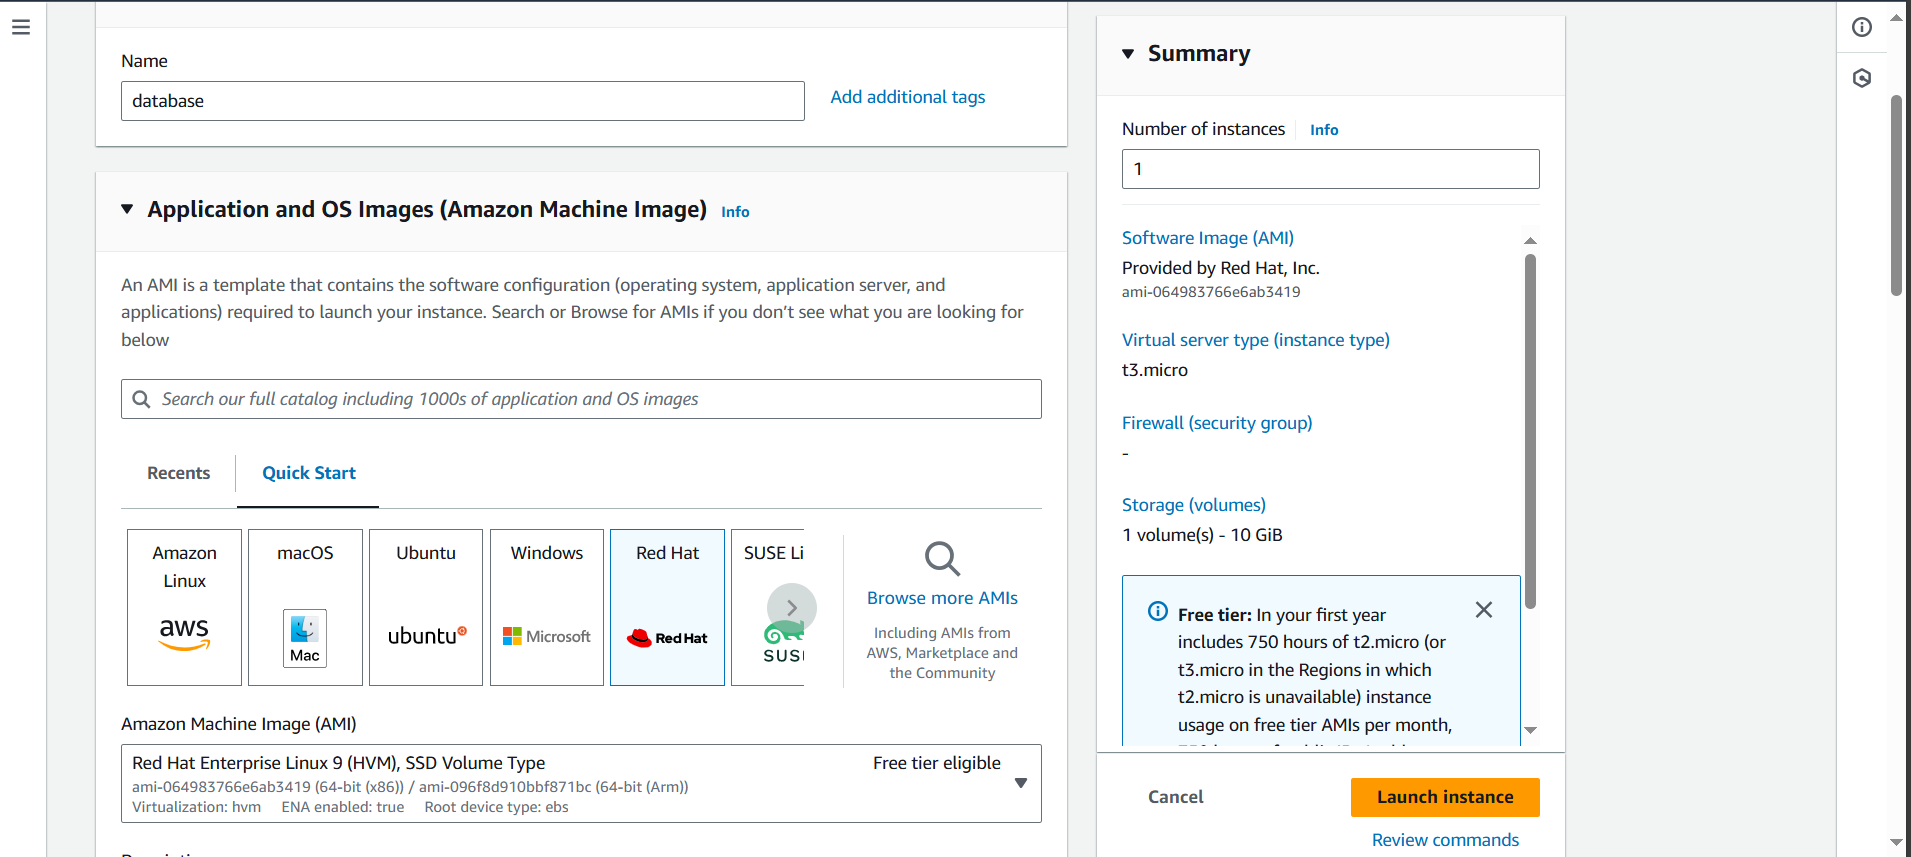 Name
database
Add additional tags
Application and OS Images (Amazon Machine Image) Info
An AMI is a template that contains the software configuration (operating system, application server, and
applications) required to launch your instance. Search or Browse for AMIs if you don’t see what you are looking for
below
Search our full catalog including 1000s of application and OS images
Recents
Quick Start
Amazon
Linux
aws
macOS
Mac
Ubuntu
ubuntu
Windows
Microsoft
Red Hat
Red Hat
SUSE Li
SUS
Browse more AMIs
Including AMIs from
AWS, Marketplace and
the Community
Amazon Machine Image (AMI)
Red Hat Enterprise Linux 9 (HVM), SSD Volume Type
Free tier eligible
ami-064983766e6ab3419 (64-bit (x86)) / ami-096f8d910bbf871bc (64-bit (Arm))
Virtualization: hvm ENA enabled: true Root device type: ebs
Summary
Number of instances Info
1
Software Image (AMI)
Provided by Red Hat, Inc.
ami-064983766e6ab3419
Virtual server type (instance type)
t3.micro
Firewall (security group)
-
Storage (volumes)
1 volume(s) - 10 GiB
Free tier: In your first year
includes 750 hours of t2.micro (or
t3.micro in the Regions in which
t2.micro is unavailable) instance
usage on free tier AMIs per month,
Cancel
Launch instance
Review commands